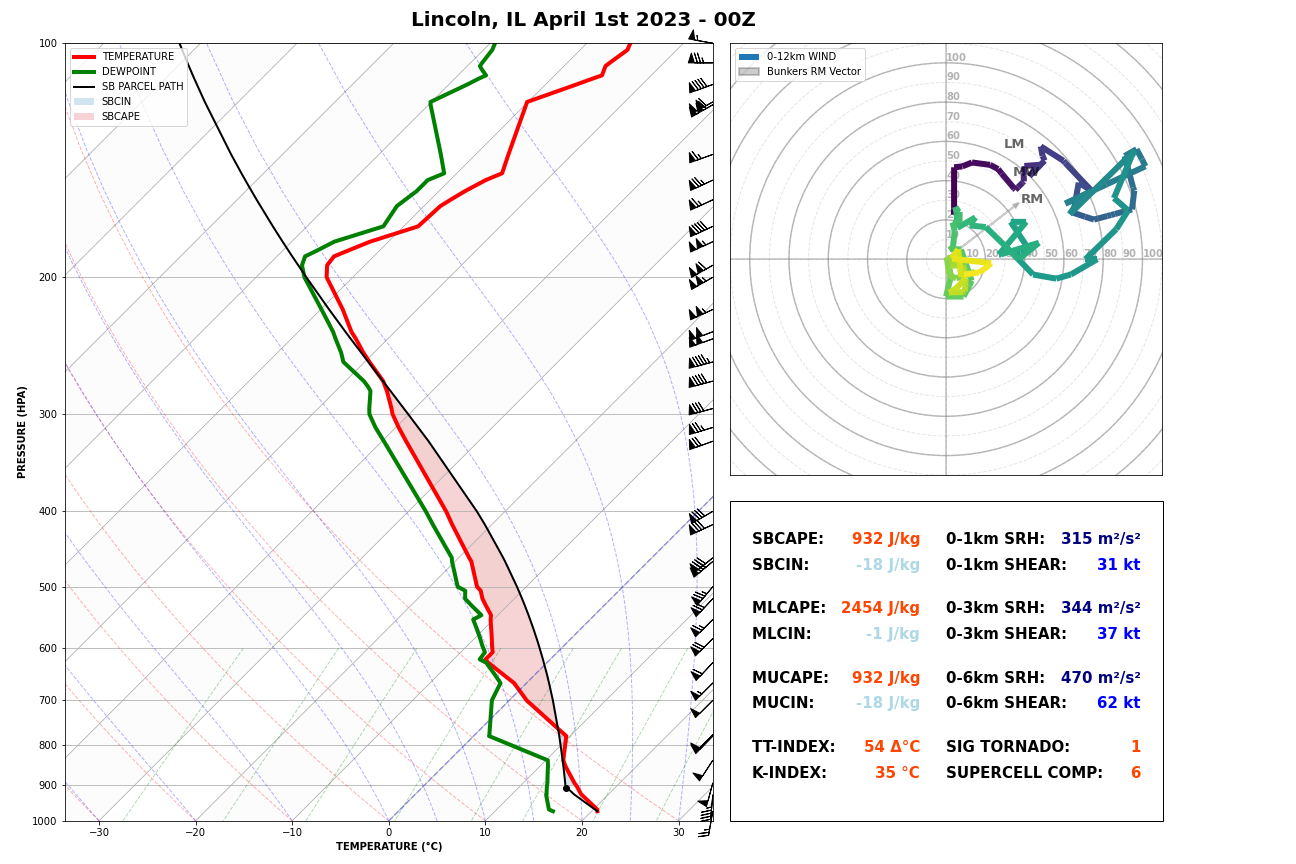 Lincoln, IL April 1st 2023 - 00Z
TEMPERATURE
DEWPOINT
SB PARCEL PATH
SBCIN
SBCAPE
100
200
300
400
500
600
700
800
900
1000
PRESSURE (HPA)
−30
−20
−10
0
10
20
30
TEMPERATURE (°C)
0-12km WIND
Bunkers RM Vector
100
90
80
70
60
50
LM
RM
50
60
70
80
90
100
SBCAPE: 932 J/kg 0-1km SRH: 315 m²/s²
SBCIN: -18 J/kg 0-1km SHEAR: 31 kt
MLCAPE: 2454 J/kg 0-3km SRH: 344 m²/s²
MLCIN: -1 J/kg 0-3km SHEAR: 37 kt
MUCAPE: 932 J/kg 0-6km SRH: 470 m²/s²
MUCIN: -18 J/kg 0-6km SHEAR: 62 kt
TT-INDEX: 54 Δ°C SIG TORNADO: 1
K-INDEX: 35 °C SUPERCELL COMP: 6